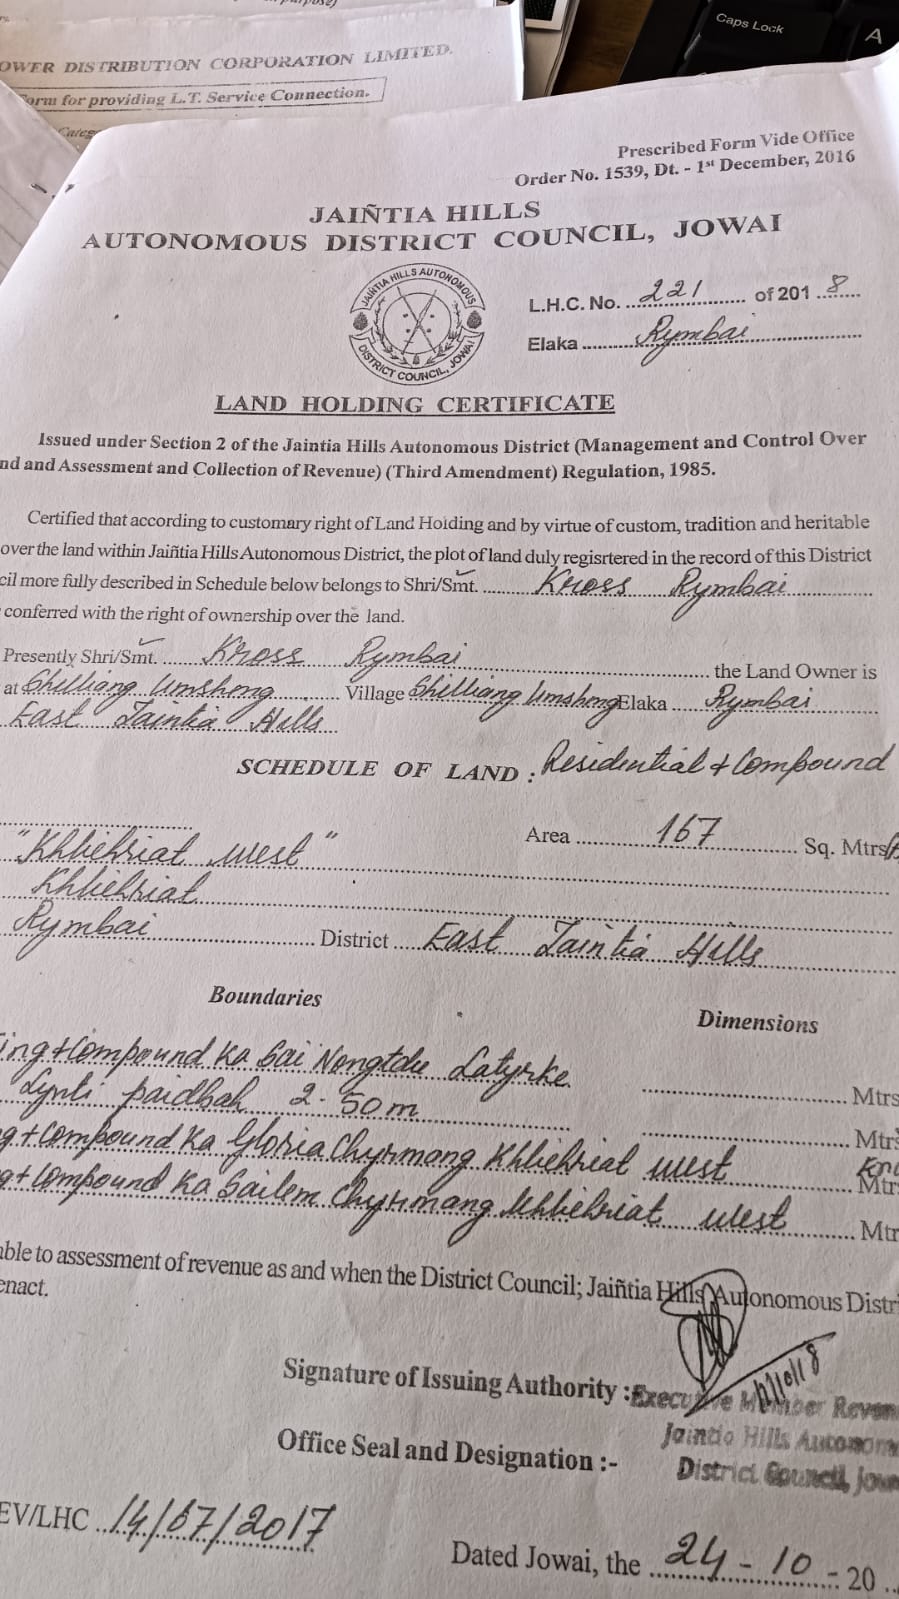 OWER DISTRIBUTION CORPORATION LIMITED.
orm for providing L.T. Service Connection.
Caps Lock
A
Prescribed Form Vide Office
Order No. 1539, Dt. - 1st December, 2016
JAIÑTIA HILLS
AUTONOMOUS DISTRICT COUNCIL, JOWAI
JAIÑTIA HILLS AUTONOMOUS
DISTRICT COUNCIL, JOWAI
L.H.C. No. 221 of 2018
Elaka Rymbai
LAND HOLDING CERTIFICATE
Issued under Section 2 of the Jaintia Hills Autonomous District (Management and Control Over
nd and Assessment and Collection of Revenue) (Third Amendment) Regulation, 1985.
Certified that according to customary right of Land Holding and by virtue of custom, tradition and heritable
over the land within Jaiñtia Hills Autonomous District, the plot of land duly regisrtered in the record of this District
cil more fully described in Schedule below belongs to Shri/Smt. Kross Rymbai
conferred with the right of ownership over the land.
Presently Shri/Smt. Kross Rymbai the Land Owner is
at Shilliang Umshong Village Shilliang Umshong Elaka Rymbai
East Jaintia Hills
SCHEDULE OF LAND : Residential + Compound
Area 167 Sq. Mtrs
"Khliehriat west"
Khliehriat
Rymbai District East Jaintia Hills
Boundaries Dimensions
ing + Compound Ka Sai Nongtdu Latyrke Mtrs
Lynti paidbah 2.50m Mtrs
g + Compound Ka Gloria Chyrmang Khliehriat west Mtr
g + Compound Ka Sailem Chyrmang Khliehriat west Mtr
able to assessment of revenue as and when the District Council; Jaiñtia Hills Autonomous Distr
enact.
Signature of Issuing Authority : Executive Member Reven
Jaintia Hills Autonom
Office Seal and Designation :- District Council, Jow
EV/LHC 14/67/2017
Dated Jowai, the 24 - 10 - 20